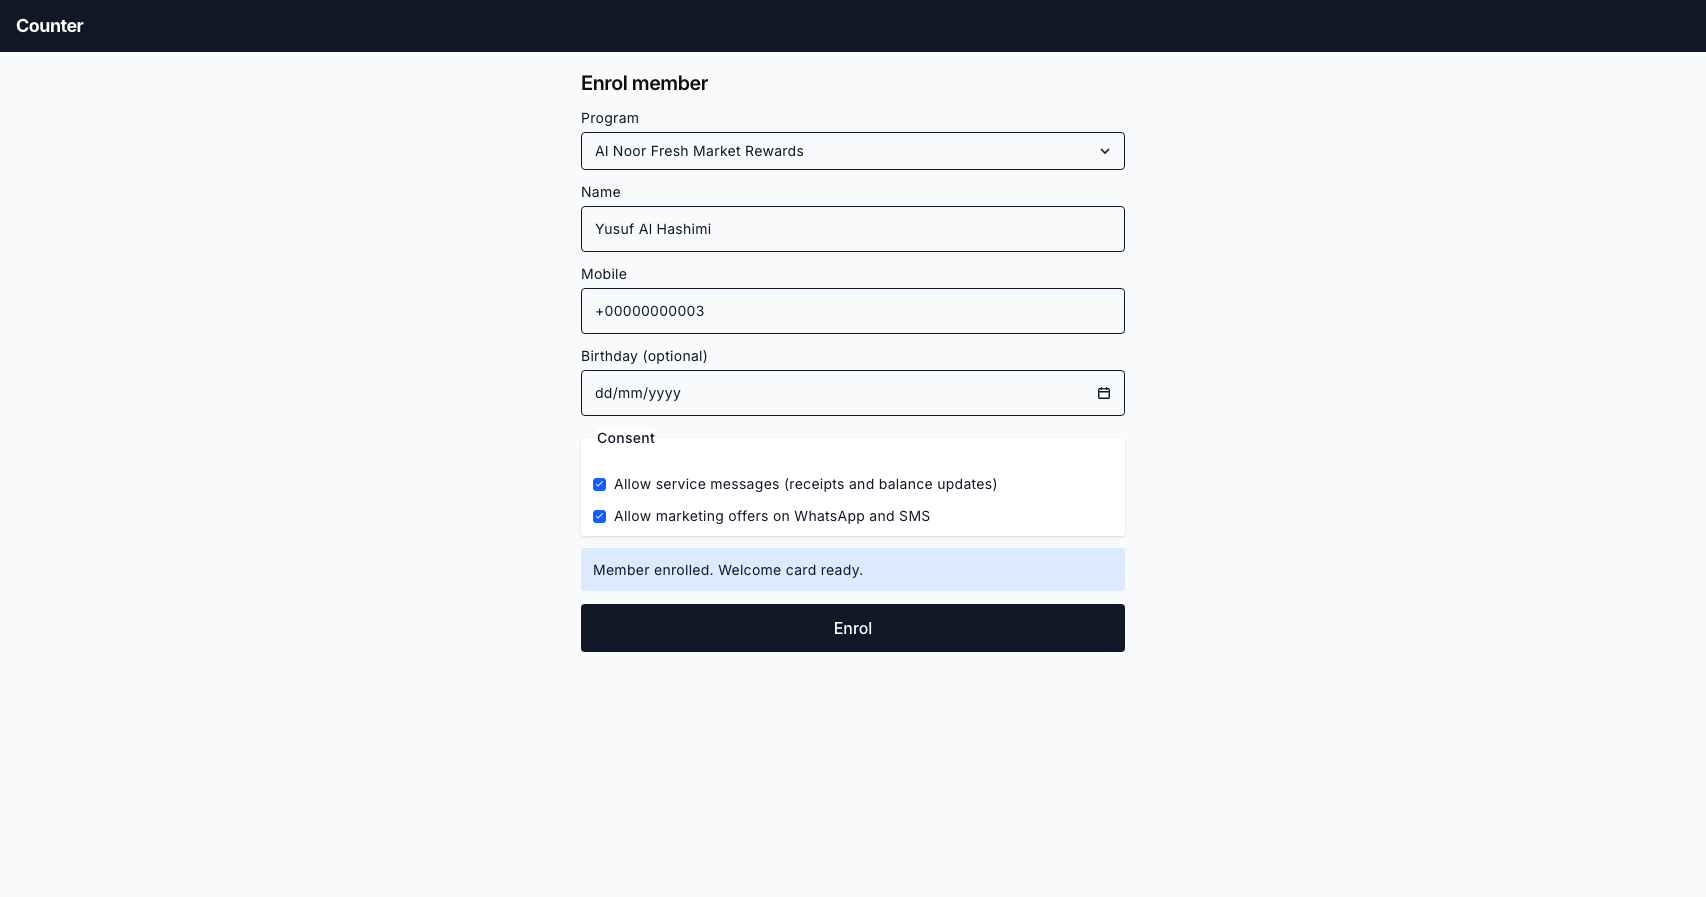 Counter
Enrol member
Program
Al Noor Fresh Market Rewards
Name
Yusuf Al Hashimi
Mobile
+00000000003
Birthday (optional)
dd/mm/yyyy
Consent
Allow service messages (receipts and balance updates)
Allow marketing offers on WhatsApp and SMS
Member enrolled. Welcome card ready.
Enrol